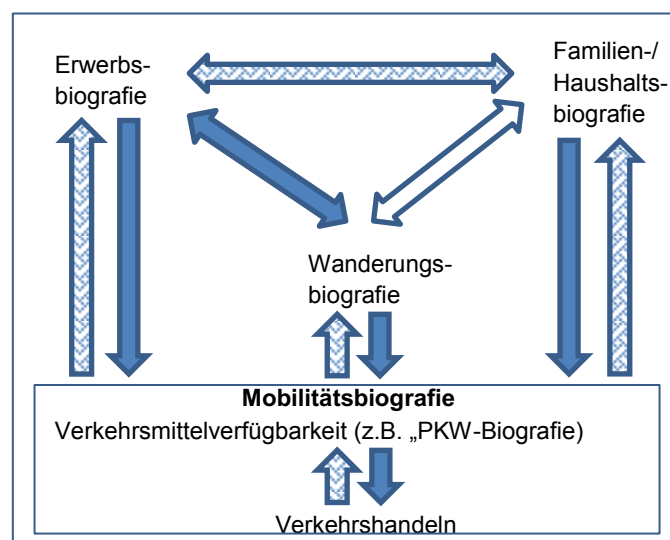 Erwerbs-
biografie
Familien-/
Haushalts-
biografie
Wanderungs-
biografie
Mobilitätsbiografie
Verkehrsmittelverfügbarkeit (z.B. „PKW-Biografie)
Verkehrshandeln